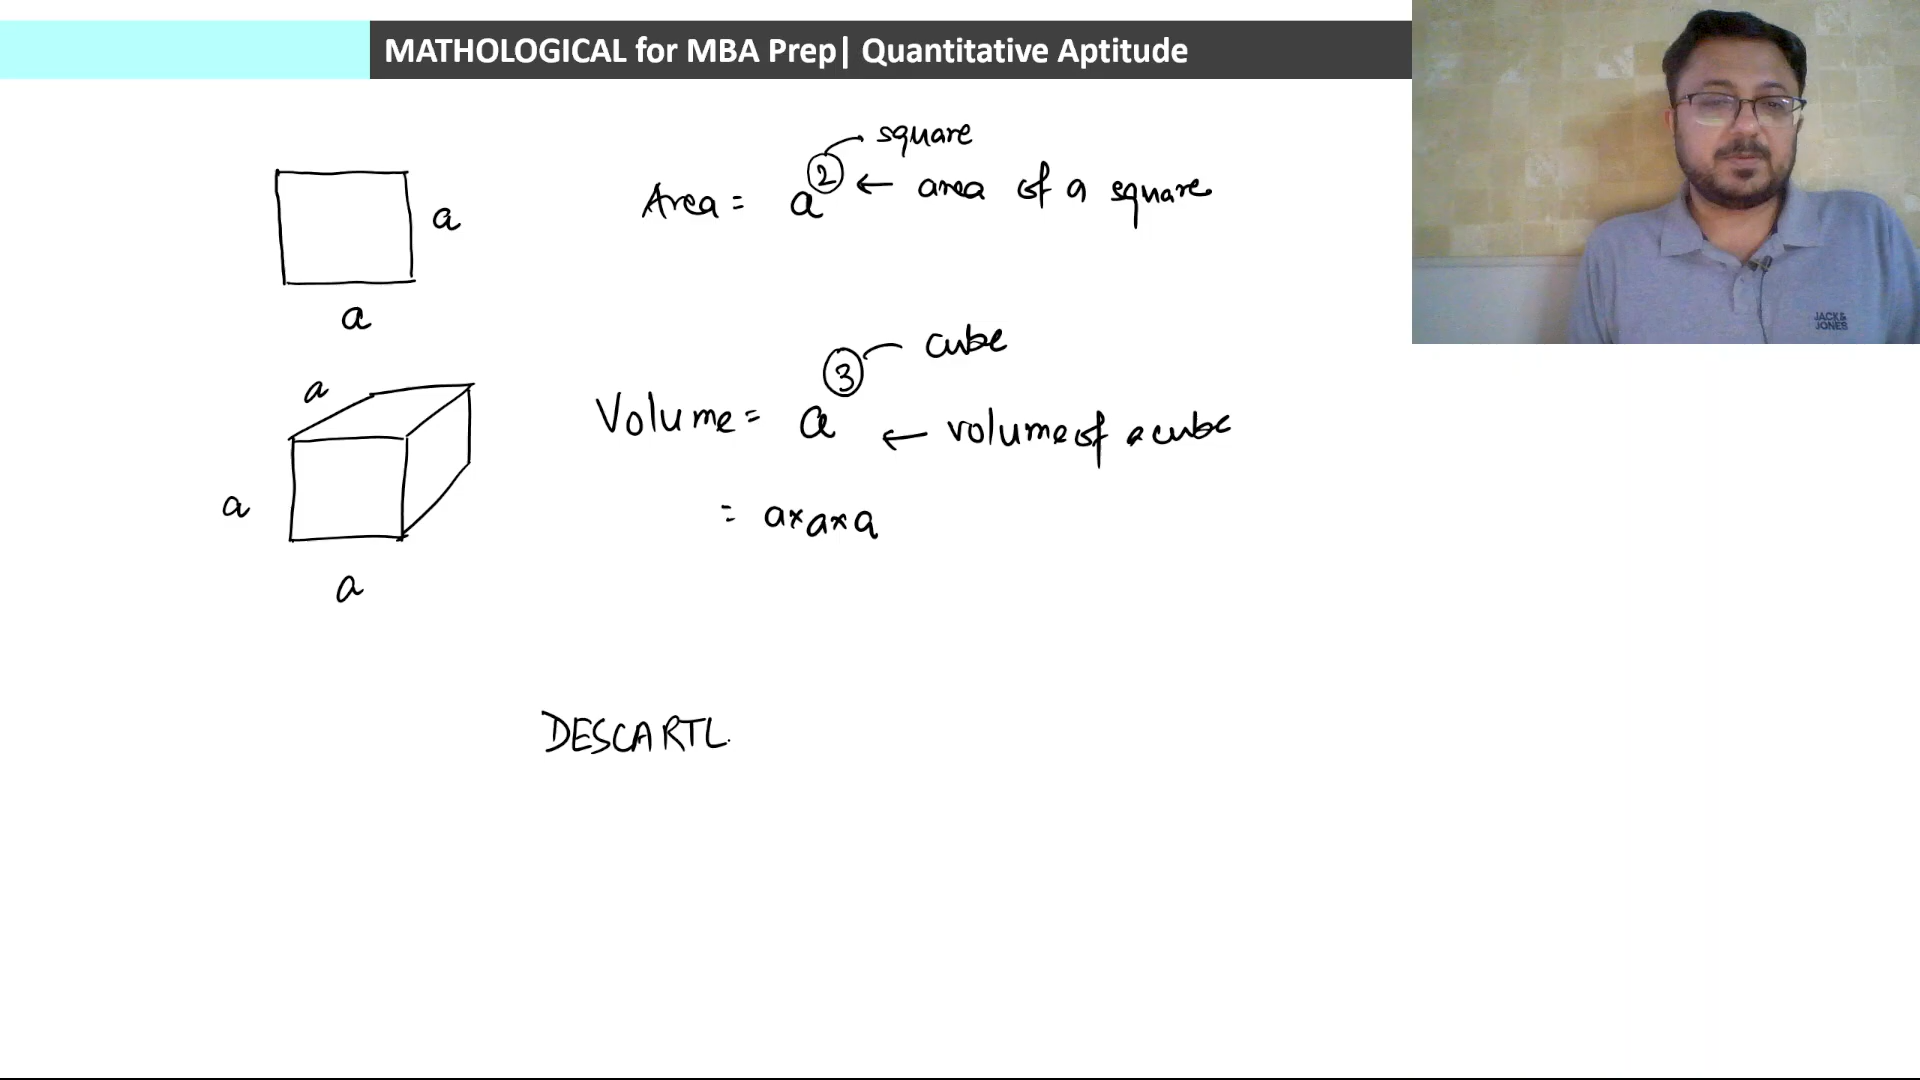 MATHOLOGICAL for MBA Prep| Quantitative Aptitude
square
Area = a² ← area of a square
a
a
cube
a
Volume = a³ ← volume of a cube
a
= a×a×a
a
DESCARTL
JACK&
JONES